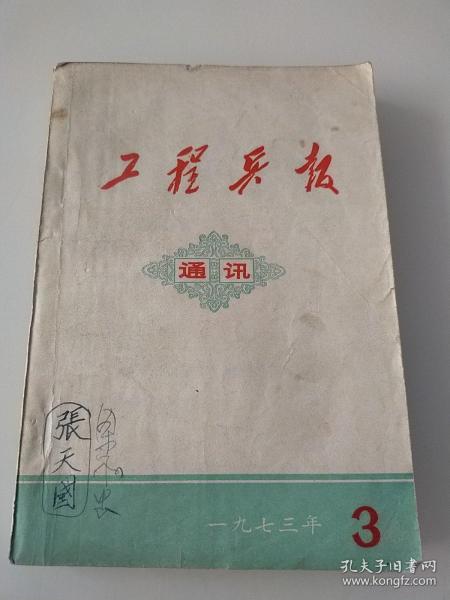 工程兵报
通讯
張天國
一九七三年
3
孔夫子旧书网
www.kongfz.com